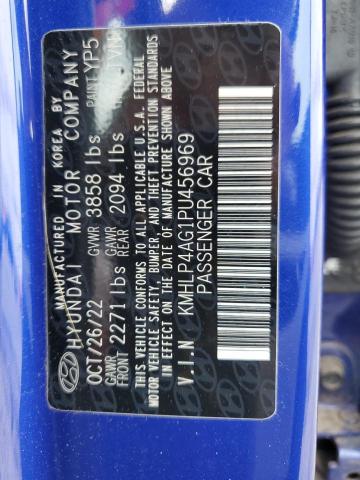 MANUFACTURED IN KOREA BY
HYUNDAI MOTOR COMPANY
OCT/26/22 GVWR 3858 lbs PAINT YP5
GAWR FRONT 2271 lbs GAWR REAR 2094 lbs
THIS VEHICLE CONFORMS TO ALL APPLICABLE U.S.A. FEDERAL
MOTOR VEHICLE SAFETY, BUMPER, AND THEFT PREVENTION
STANDARDS IN EFFECT ON THE DATE OF MANUFACTURE
SHOWN ABOVE.
V.I.N KMHLP4AG1PU456969
PASSENGER CAR